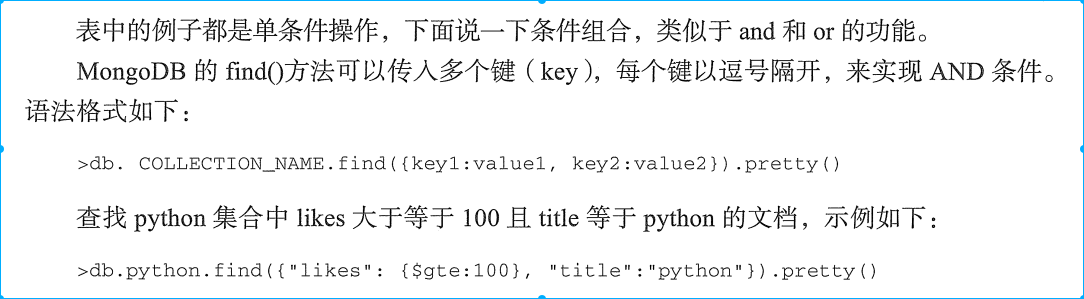 表中的例子都是单条件操作，下面说一下条件组合，类似于 and 和 or 的功能。
MongoDB 的 find()方法可以传入多个键（key），每个键以逗号隔开，来实现 AND 条件。
语法格式如下：
>db. COLLECTION_NAME.find({key1:value1, key2:value2}).pretty()
查找 python 集合中 likes 大于等于 100 且 title 等于 python 的文档，示例如下：
>db.python.find({"likes": {$gte:100}, "title":"python"}).pretty()